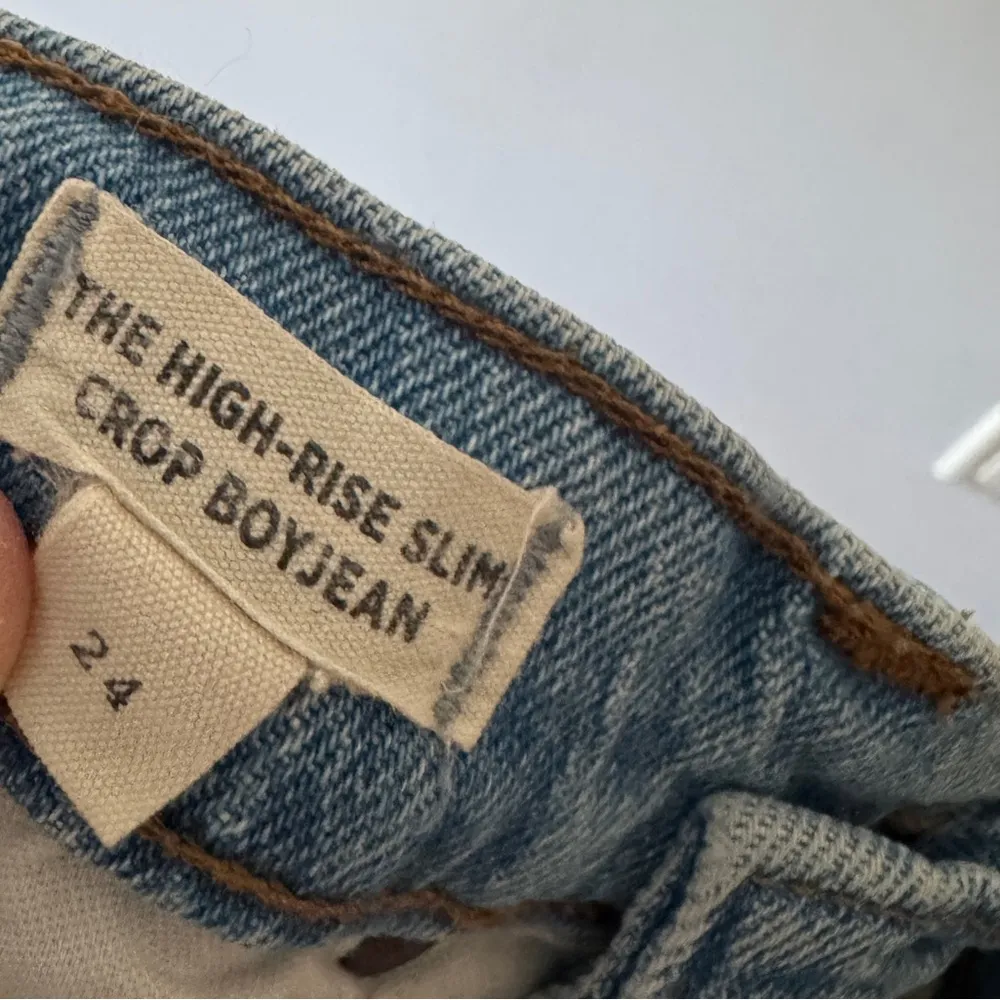 THE HIGH-RISE SLIM
CROP BOYJEAN
24